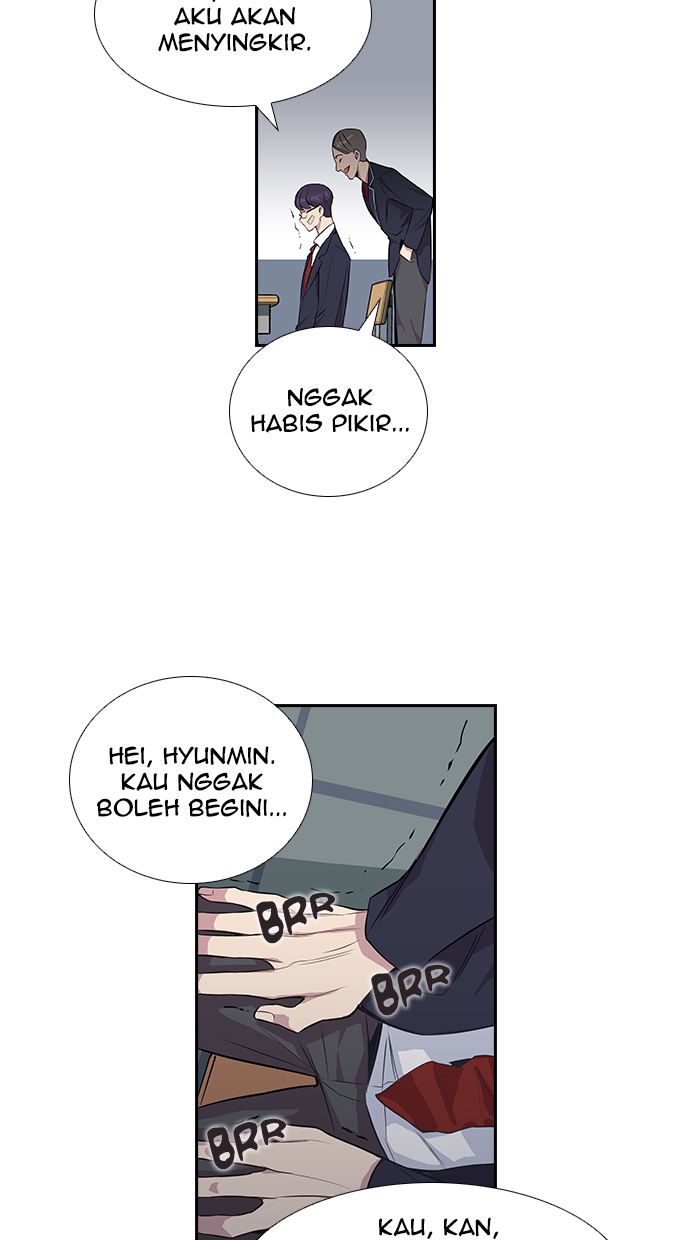 AKU AKAN
MENYINGKIR.
NGGAK
HABIS PIKIR...
HEI, HYUNMIN.
KAU NGGAK
BOLEH BEGINI...
BRR
BRR
BRR
KAU, KAN,